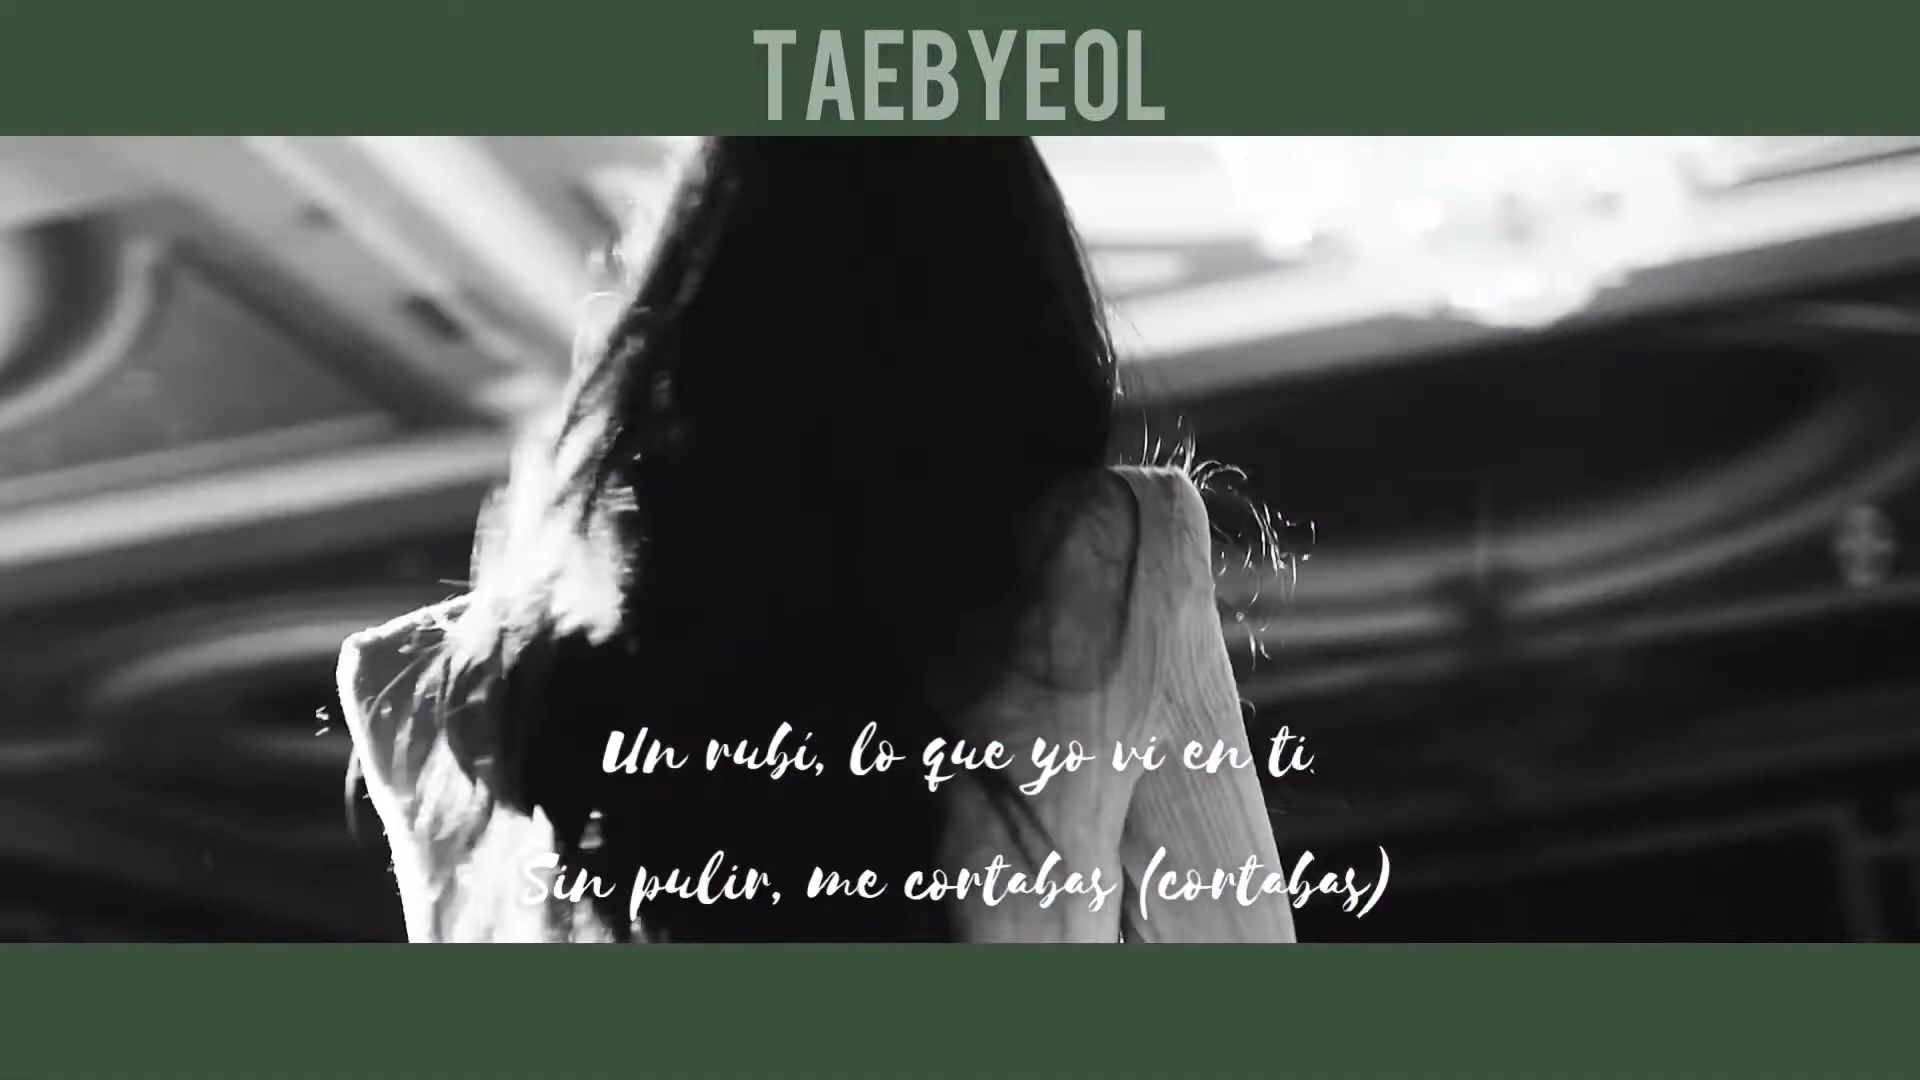 TAEBYEOL
Un rubí, lo que yo vi en ti.
Sin pulir, me cortabas (cortabas)